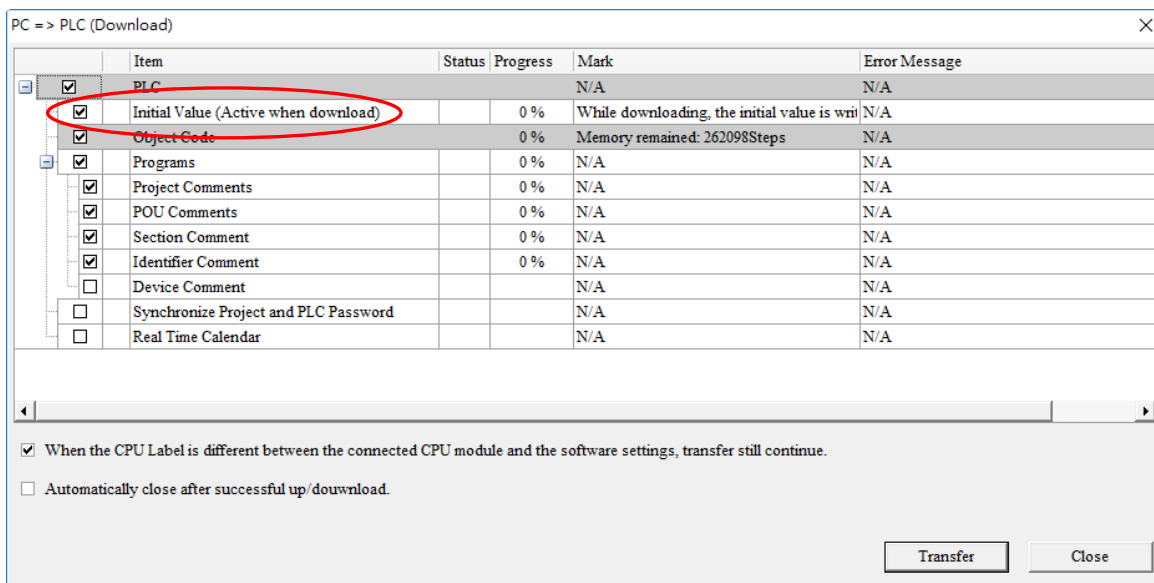 PC = > PLC (Download)
Item Status Progress Mark Error Message
PLC N/A N/A
Initial Value (Active when download) 0 % While downloading, the initial value is writ N/A
Object Code 0 % Memory remained: 262098Steps
Programs 0 % N/A N/A
Project Comments 0 % N/A N/A
POU Comments 0 % N/A N/A
Section Comment 0 % N/A N/A
Identifier Comment 0 % N/A N/A
Device Comment N/A N/A
Synchronize Project and PLC Password N/A N/A
Real Time Calendar N/A N/A
When the CPU Label is different between the connected CPU module and the software settings, transfer still continue.
Automatically close after successful up/douwnload.
Transfer Close